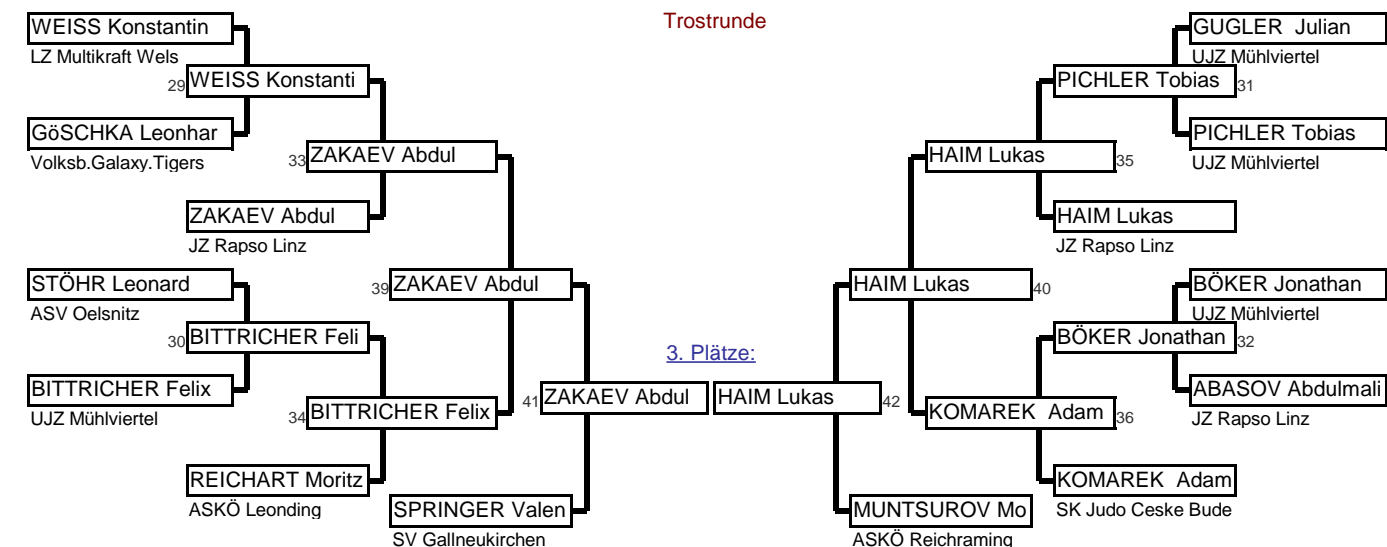 Trostrunde
WEISS Konstantin
LZ Multikraft Wels
29 WEISS Konstanti
GöSCHKA Leonhar
Volksb.Galaxy.Tigers
33 ZAKAEV Abdul
ZAKAEV Abdul
JZ Rapso Linz
STÖHR Leonard
ASV Oelsnitz
39 ZAKAEV Abdul
30 BITTRICHER Feli
BITTRICHER Felix
UJZ Mühlviertel
34 BITTRICHER Felix
REICHART Moritz
ASKÖ Leonding
41 ZAKAEV Abdul
SPRINGER Valen
SV Gallneukirchen
3. Plätze:
GUGLER Julian
UJZ Mühlviertel
PICHLER Tobias 31
PICHLER Tobias
UJZ Mühlviertel
HAIM Lukas 35
HAIM Lukas
JZ Rapso Linz
HAIM Lukas 40
BÖKER Jonathan
UJZ Mühlviertel
BÖKER Jonathan 32
ABASOV Abdulmali
JZ Rapso Linz
HAIM Lukas 42
KOMAREK Adam 36
KOMAREK Adam
SK Judo Ceske Bude
MUNTSUROV Mo
ASKÖ Reichraming